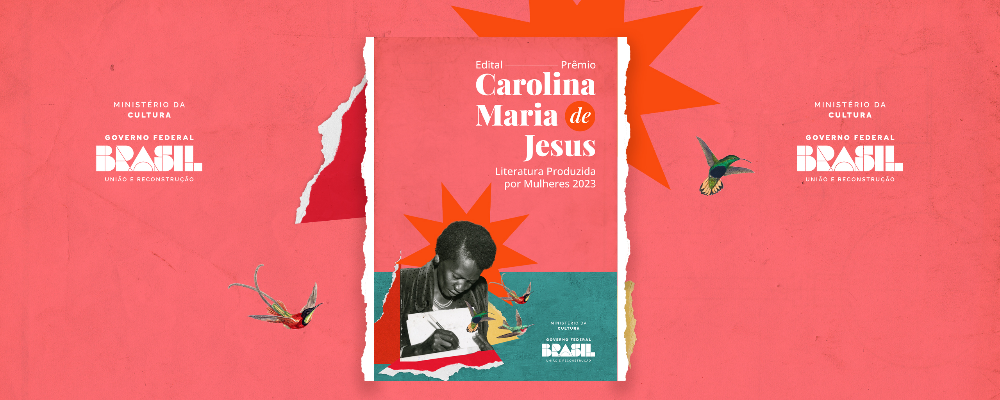 MINISTÉRIO DA
CULTURA
GOVERNO FEDERAL
BRASIL
UNIÃO E RECONSTRUÇÃO
Edital Prêmio
Carolina
Maria de
Jesus
Literatura Produzida
por Mulheres 2023
MINISTÉRIO DA
CULTURA
GOVERNO FEDERAL
BRASIL
UNIÃO E RECONSTRUÇÃO
MINISTÉRIO DA
CULTURA
GOVERNO FEDERAL
BRASIL
UNIÃO E RECONSTRUÇÃO